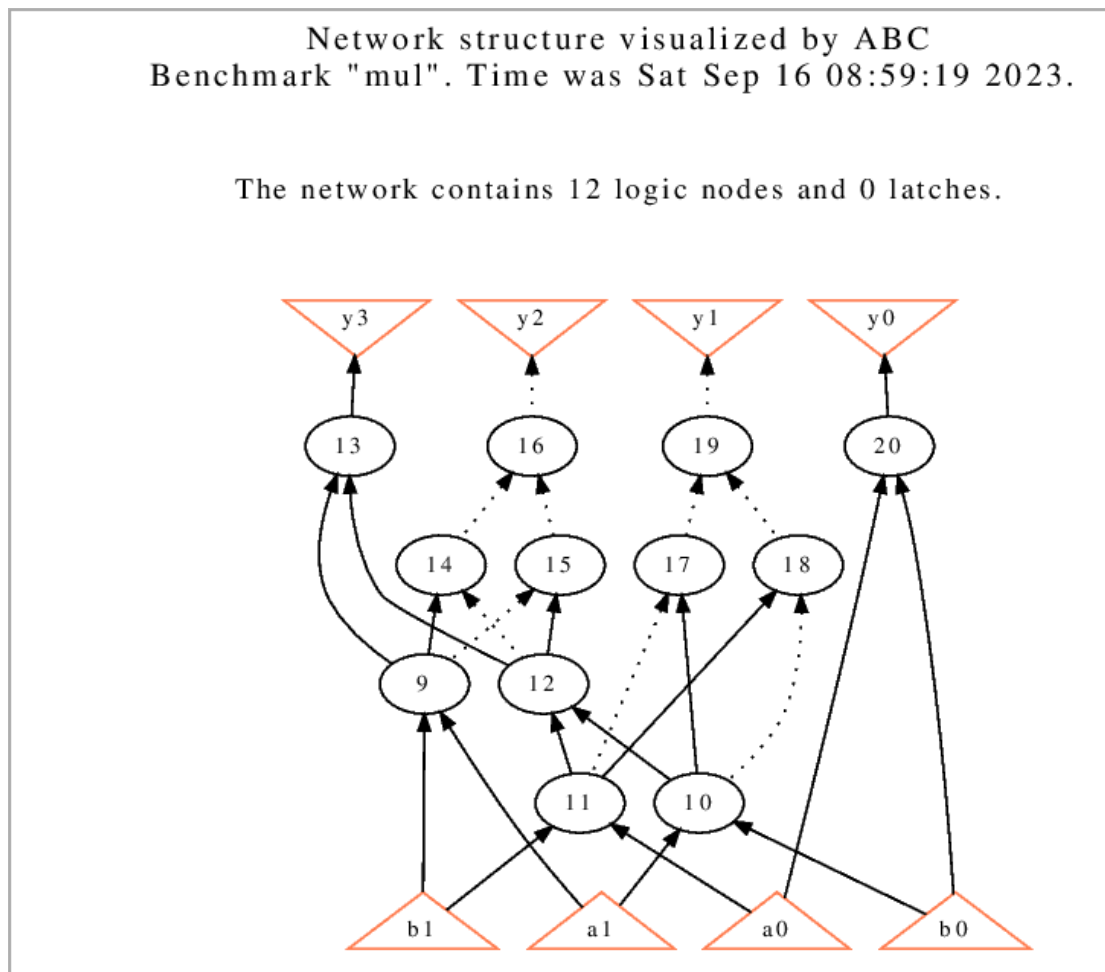 Network structure visualized by ABC
Benchmark "mul". Time was Sat Sep 16 08:59:19 2023.
The network contains 12 logic nodes and 0 latches.
y3 y2 y1 y0
13 16 19 20
14 15 17 18
9 12
11 10
b1 a1 a0 b0